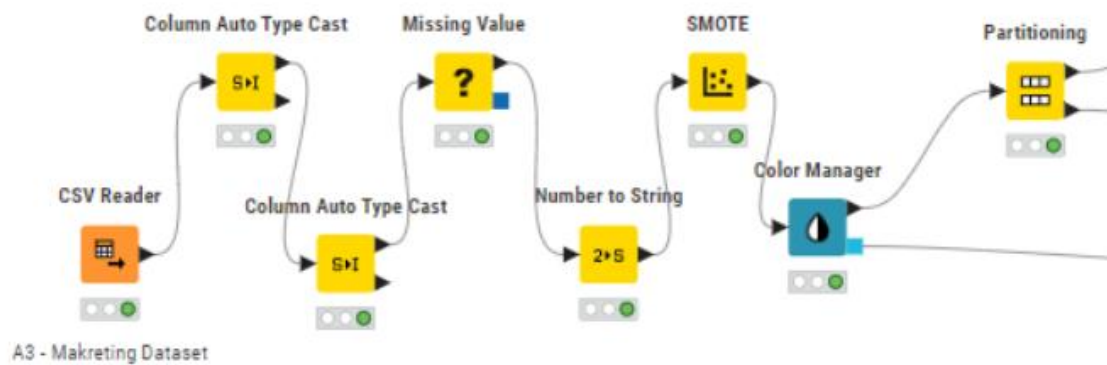 Column Auto Type Cast
Missing Value
SMOTE
Partitioning
S▸I
?
CSV Reader
Column Auto Type Cast
Number to String
Color Manager
S▸I
2▸S
A3 - Makreting Dataset